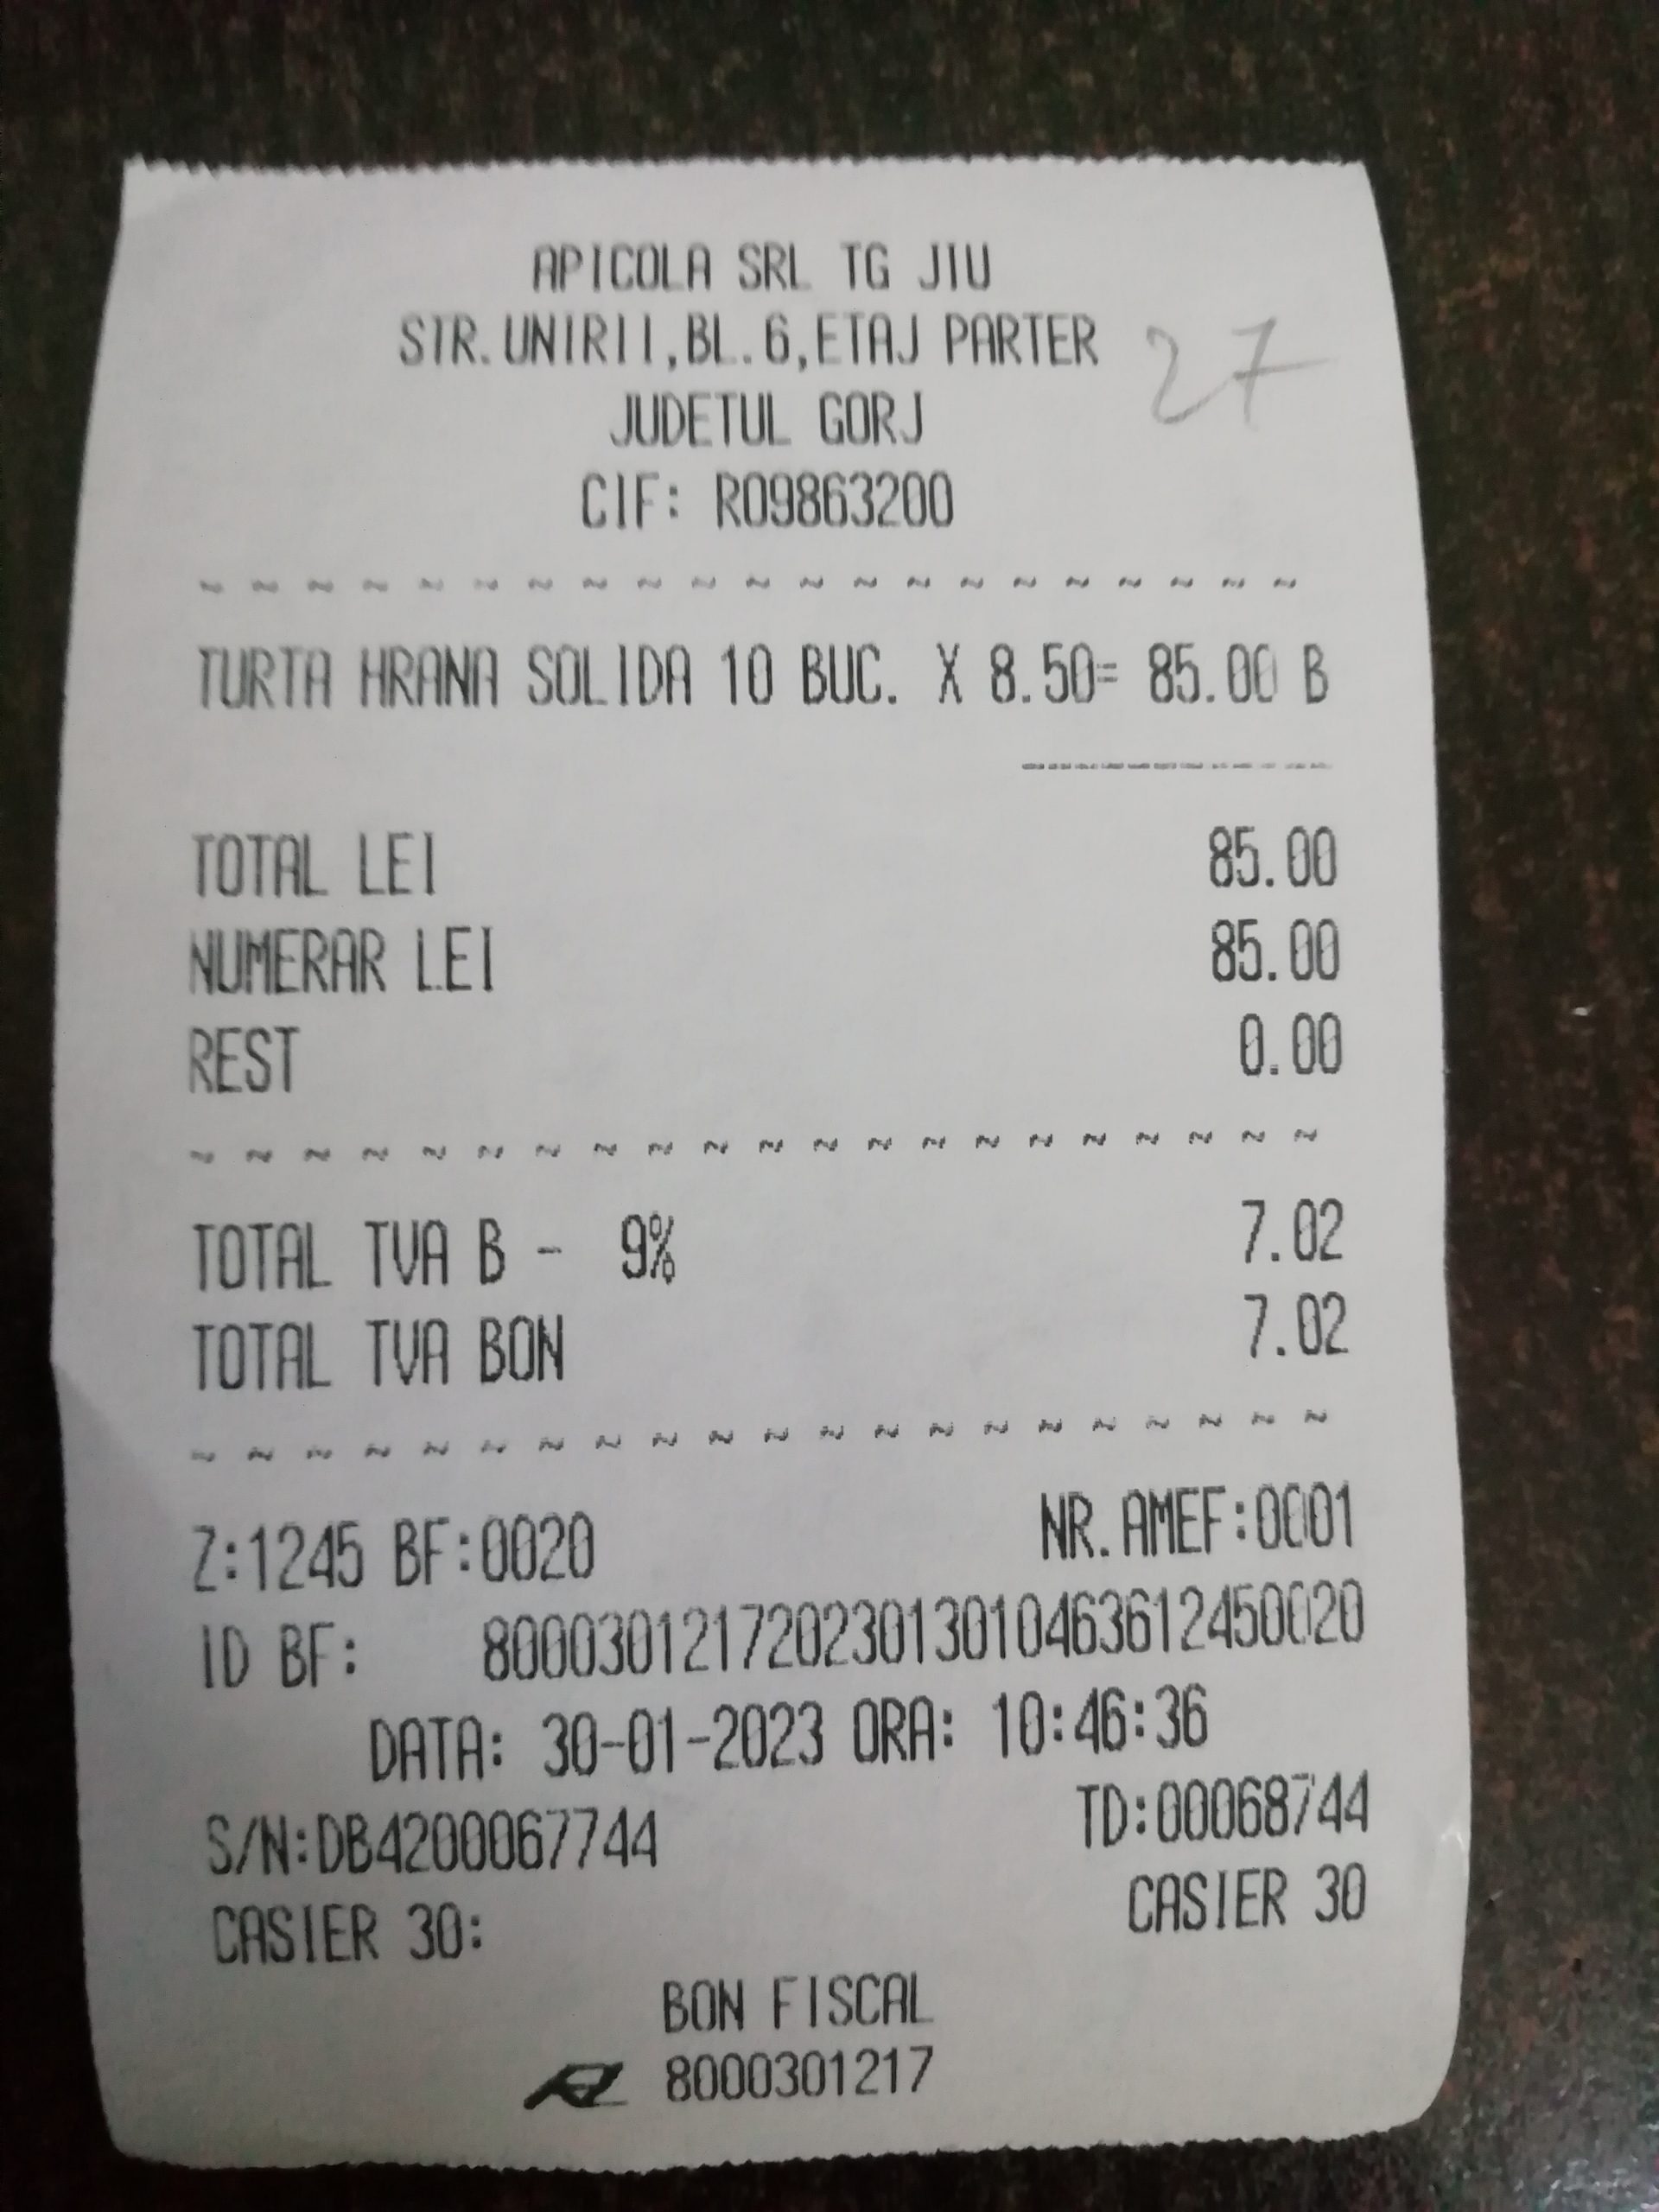 APICOLA SRL TG JIU
STR.UNIRII,BL.6,ETAJ PARTER
27
JUDETUL GORJ
CIF: RO9863200
~ ~ ~ ~ ~ ~ ~ ~ ~ ~ ~ ~ ~ ~ ~ ~ ~ ~ ~ ~ ~
TURTA HRANA SOLIDA 10 BUC. X 8.50= 85.00 B
------------
TOTAL LEI 85.00
NUMERAR LEI 85.00
REST 0.00
~ ~ ~ ~ ~ ~ ~ ~ ~ ~ ~ ~ ~ ~ ~ ~ ~ ~ ~ ~ ~
TOTAL TVA B - 9% 7.02
TOTAL TVA BON 7.02
~ ~ ~ ~ ~ ~ ~ ~ ~ ~ ~ ~ ~ ~ ~ ~ ~ ~ ~ ~ ~
Z:1245 BF:0020 NR.AMEF:0001
ID BF: 80003012172023013010463612450020
DATA: 30-01-2023 ORA: 10:46:36
S/N:DB4200067744 TD:00068744
CASIER 30: CASIER 30
BON FISCAL
8000301217